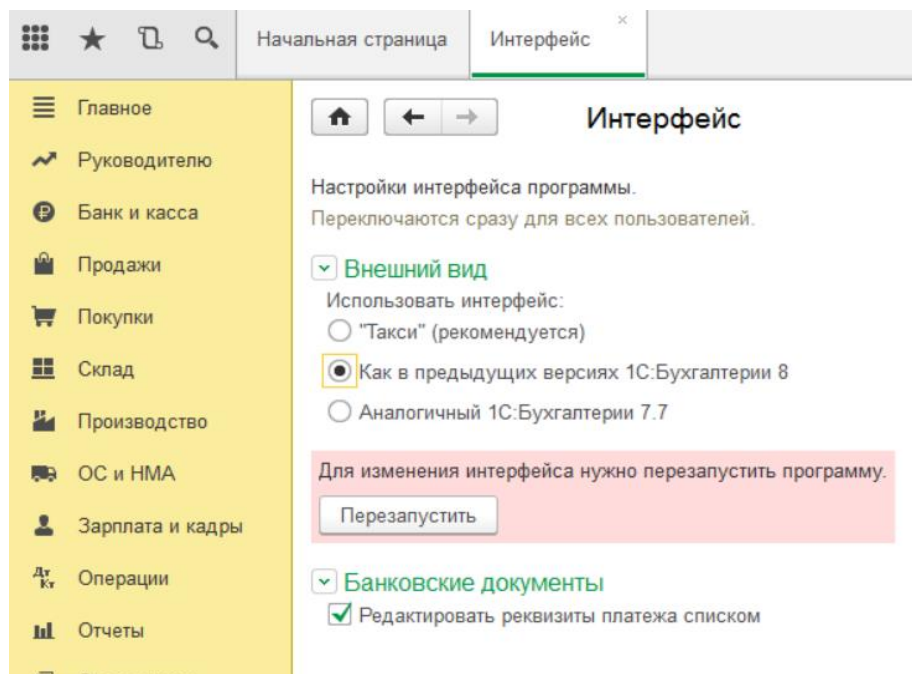 Начальная страница
Интерфейс
Главное
Руководителю
Банк и касса
Продажи
Покупки
Склад
Производство
ОС и НМА
Зарплата и кадры
Дт Кт Операции
Отчеты
Интерфейс
Настройки интерфейса программы.
Переключаются сразу для всех пользователей.
Внешний вид
Использовать интерфейс:
"Такси" (рекомендуется)
Как в предыдущих версиях 1С:Бухгалтерии 8
Аналогичный 1С:Бухгалтерии 7.7
Для изменения интерфейса нужно перезапустить программу.
Перезапустить
Банковские документы
Редактировать реквизиты платежа списком